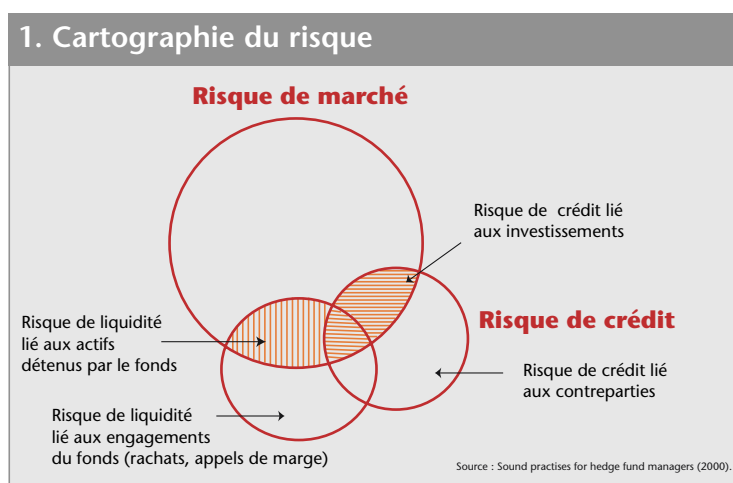 1. Cartographie du risque
Risque de marché
Risque de crédit lié
aux investissements
Risque de crédit
Risque de liquidité
lié aux actifs
détenus par le fonds
Risque de crédit lié
aux contreparties
Risque de liquidité
lié aux engagements
du fonds (rachats, appels de marge)
Source : Sound practises for hedge fund managers (2000).